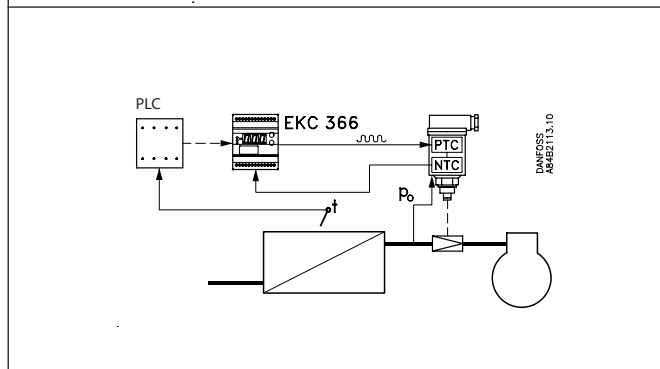 PLC
EKC 366
PTC
NTC
DANFOSS
A84B2113.10
t
p₀